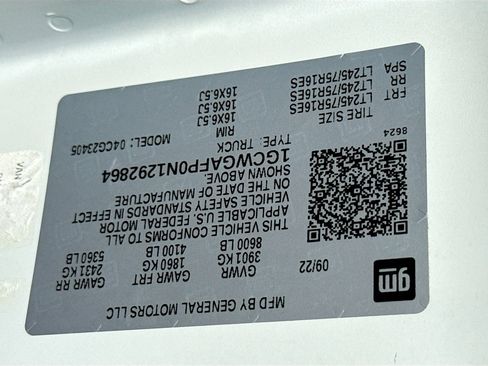 MFD BY GENERAL MOTORS LLC
gm
09/22
GVWR GAWR FRT GAWR RR
3901 KG 1860 KG 2431 KG
8600 LB 4100 LB 5360 LB
THIS VEHICLE CONFORMS TO ALL
APPLICABLE U.S. FEDERAL MOTOR
VEHICLE SAFETY STANDARDS IN EFFECT
ON THE DATE OF MANUFACTURE
SHOWN ABOVE.
1GCWGAFP0N1292864
TYPE: TRUCK MODEL: 04CG23405
8624
TIRE SIZE RIM
FRT LT245/75R16ES 16X6.5J
RR LT245/75R16ES 16X6.5J
SPA LT245/75R16ES 16X6.5J
VAN